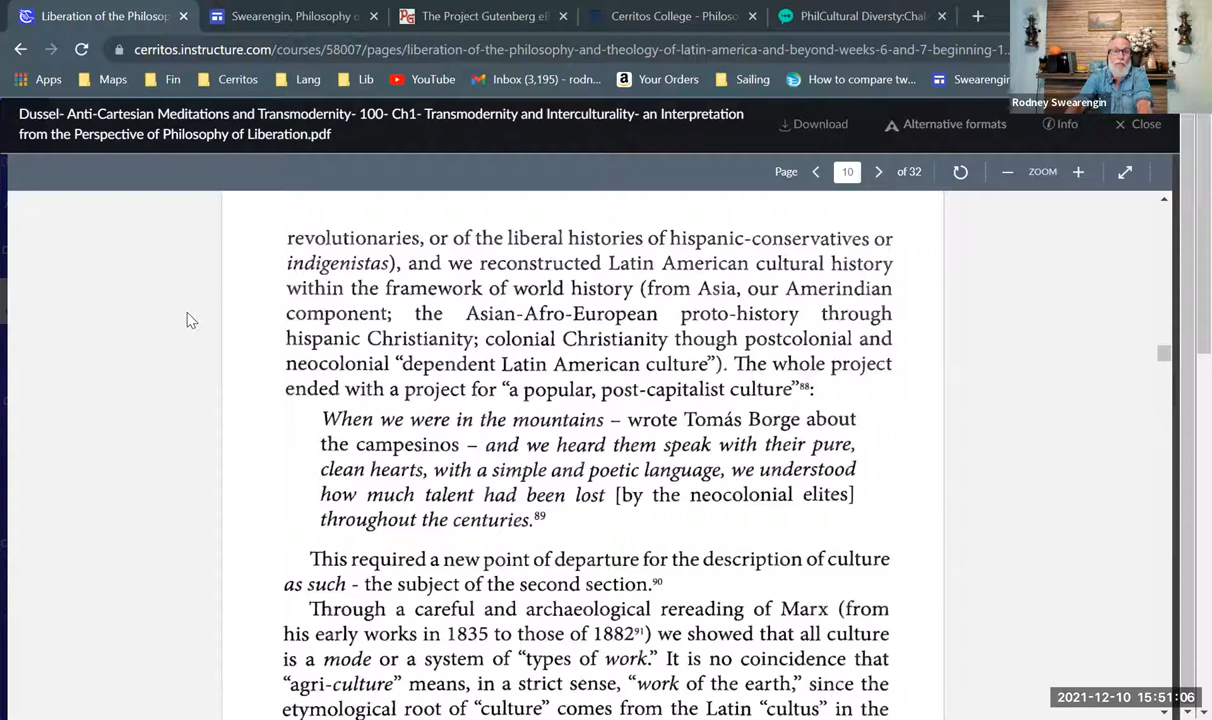 Liberation of the Philosop
Swearengin, Philosophy o
The Project Gutenberg eB
Cerritos College - Philoso
PhilCultural Diversty:Chal
cerritos.instructure.com/courses/58007/pages/liberation-of-the-philosophy-and-theology-of-latin-america-and-beyond-weeks-6-and-7-beginning-1...
Apps
Maps
Fin
Cerritos
Lang
Lib
YouTube
Inbox (3,195) - rodn...
Your Orders
Sailing
How to compare tw...
Swearengin
Rodney Swearengin
Dussel- Anti-Cartesian Meditations and Transmodernity- 100- Ch1- Transmodernity and Interculturality- an Interpretation
from the Perspective of Philosophy of Liberation.pdf
Download
Alternative formats
Info
Close
Page
10
of 32
ZOOM
revolutionaries, or of the liberal histories of hispanic-conservatives or
indigenistas), and we reconstructed Latin American cultural history
within the framework of world history (from Asia, our Amerindian
component; the Asian-Afro-European proto-history through
hispanic Christianity; colonial Christianity though postcolonial and
neocolonial “dependent Latin American culture”). The whole project
ended with a project for “a popular, post-capitalist culture”88:
When we were in the mountains – wrote Tomás Borge about
the campesinos – and we heard them speak with their pure,
clean hearts, with a simple and poetic language, we understood
how much talent had been lost [by the neocolonial elites]
throughout the centuries.89
This required a new point of departure for the description of culture
as such - the subject of the second section.90
Through a careful and archaeological rereading of Marx (from
his early works in 1835 to those of 188291) we showed that all culture
is a mode or a system of “types of work.” It is no coincidence that
“agri-culture” means, in a strict sense, “work of the earth,” since the
etymological root of “culture” comes from the Latin “cultus” in the
2021-12-10 15:51:06